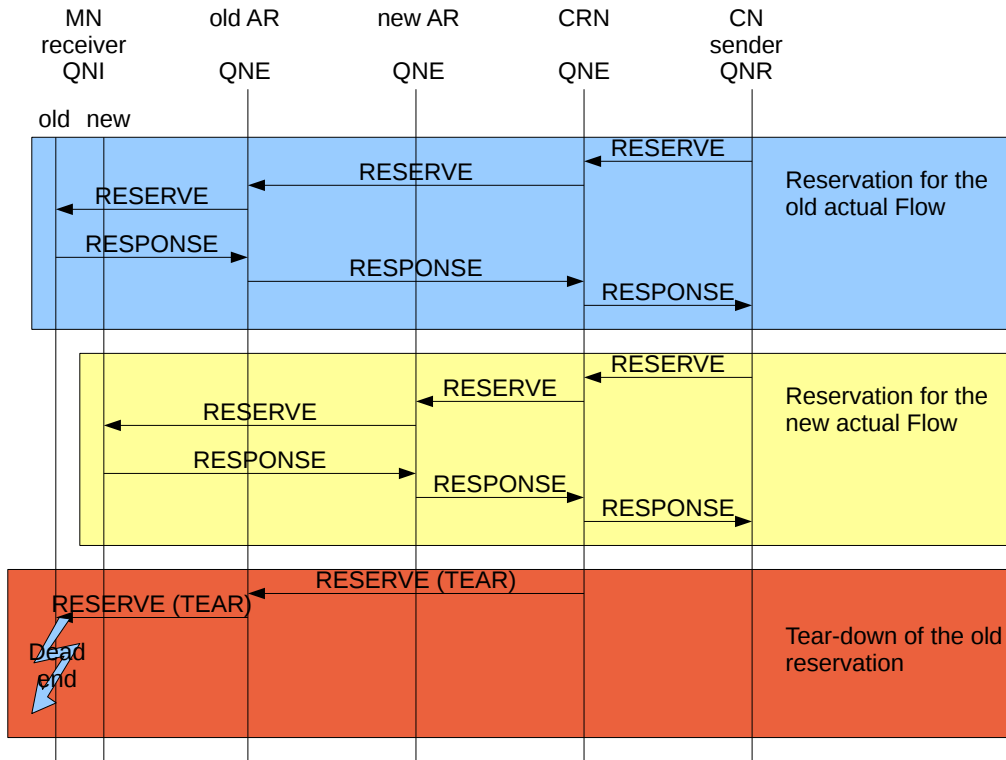 MN
receiver
QNI
old AR
QNE
new AR
QNE
CRN
QNE
CN
sender
QNR
old
new
RESERVE
RESERVE
RESERVE
RESPONSE
RESPONSE
RESPONSE
Reservation for the
old actual Flow
RESERVE
RESERVE
RESERVE
RESPONSE
RESPONSE
RESPONSE
Reservation for the
new actual Flow
RESERVE (TEAR)
RESERVE (TEAR)
Dead
end
Tear-down of the old
reservation